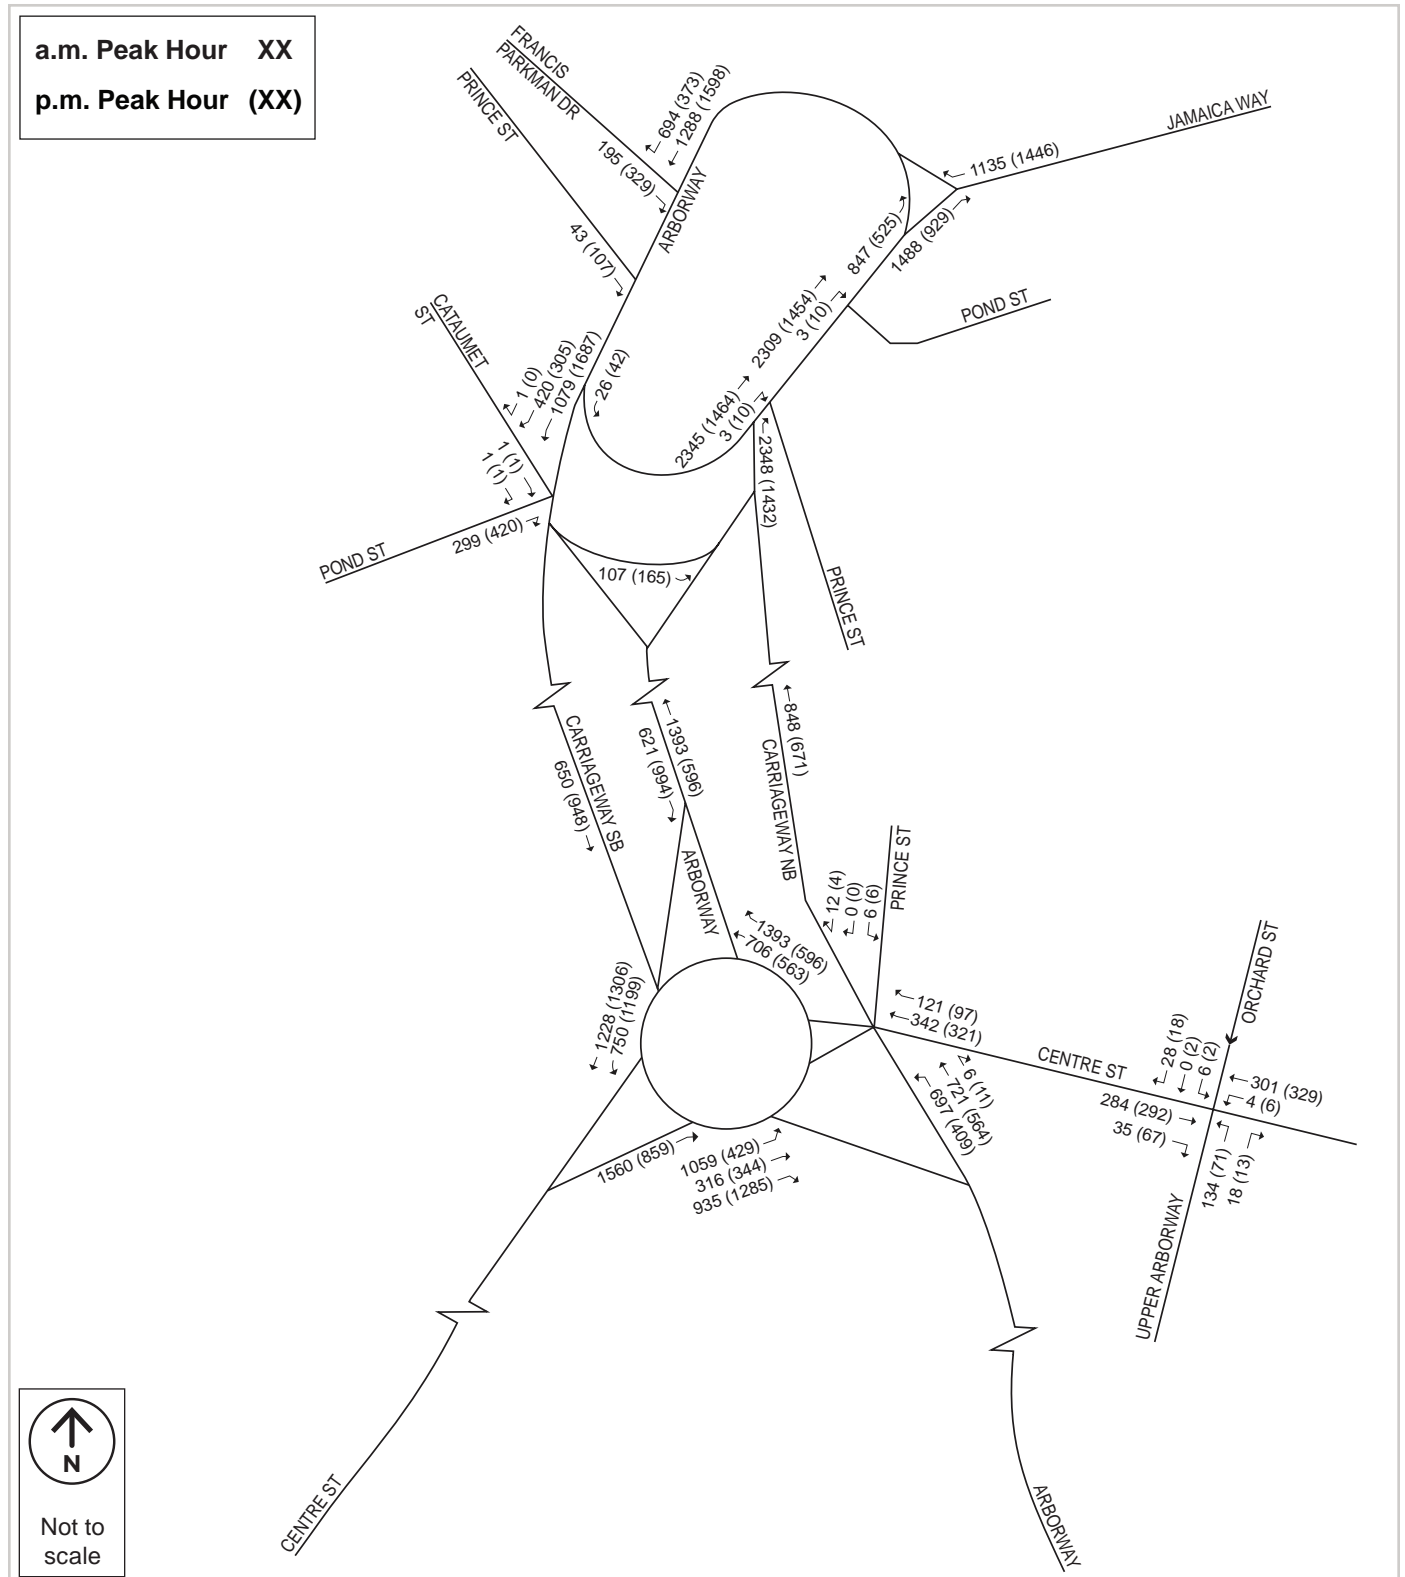 a.m. Peak Hour XX
p.m. Peak Hour (XX)
FRANCIS
PARKMAN DR
PRINCE ST
694 (373)
1288 (1598)
195 (329)
ARBORWAY
43 (107)
JAMAICA WAY
1135 (1446)
847 (525)
1488 (929)
POND ST
2309 (1454)
3 (10)
CATAUMET
ST
1 (0)
420 (305)
1079 (1687)
26 (42)
2345 (1464)
3 (10)
2348 (1432)
1 (1)
1 (1)
299 (420)
POND ST
107 (165)
PRINCE ST
CARRIAGEWAY SB
650 (948)
1393 (596)
621 (994)
ARBORWAY
848 (671)
CARRIAGEWAY NB
PRINCE ST
12 (4)
0 (0)
6 (6)
1393 (596)
706 (563)
1228 (1306)
750 (1199)
121 (97)
342 (321)
CENTRE ST
6 (11)
721 (564)
697 (409)
ORCHARD ST
28 (18)
0 (2)
6 (2)
301 (329)
4 (6)
284 (292)
35 (67)
134 (71)
18 (13)
UPPER ARBORWAY
1560 (859)
1059 (429)
316 (344)
935 (1285)
CENTRE ST
ARBORWAY
N
Not to
scale